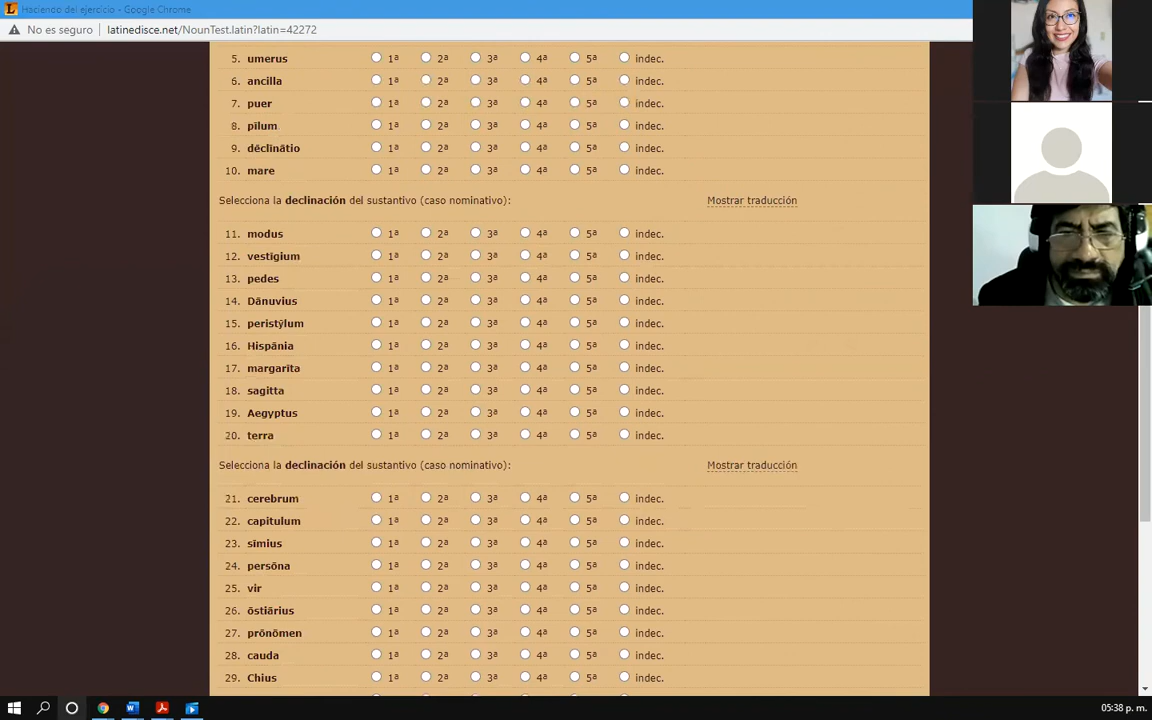 Haciendo del ejercicio - Google Chrome
No es seguro latinedisce.net/NounTest.latin?latin=42272
5. umerus 1ª 2ª 3ª 4ª 5ª indec.
6. ancilla 1ª 2ª 3ª 4ª 5ª indec.
7. puer 1ª 2ª 3ª 4ª 5ª indec.
8. pīlum 1ª 2ª 3ª 4ª 5ª indec.
9. dēclīnātio 1ª 2ª 3ª 4ª 5ª indec.
10. mare 1ª 2ª 3ª 4ª 5ª indec.
Selecciona la declinación del sustantivo (caso nominativo): Mostrar traducción
11. modus 1ª 2ª 3ª 4ª 5ª indec.
12. vestīgium 1ª 2ª 3ª 4ª 5ª indec.
13. pedes 1ª 2ª 3ª 4ª 5ª indec.
14. Dānuvius 1ª 2ª 3ª 4ª 5ª indec.
15. peristȳlum 1ª 2ª 3ª 4ª 5ª indec.
16. Hispānia 1ª 2ª 3ª 4ª 5ª indec.
17. margarīta 1ª 2ª 3ª 4ª 5ª indec.
18. sagitta 1ª 2ª 3ª 4ª 5ª indec.
19. Aegyptus 1ª 2ª 3ª 4ª 5ª indec.
20. terra 1ª 2ª 3ª 4ª 5ª indec.
Selecciona la declinación del sustantivo (caso nominativo): Mostrar traducción
21. cerebrum 1ª 2ª 3ª 4ª 5ª indec.
22. capitulum 1ª 2ª 3ª 4ª 5ª indec.
23. sīmius 1ª 2ª 3ª 4ª 5ª indec.
24. persōna 1ª 2ª 3ª 4ª 5ª indec.
25. vir 1ª 2ª 3ª 4ª 5ª indec.
26. ōstiārius 1ª 2ª 3ª 4ª 5ª indec.
27. prōnōmen 1ª 2ª 3ª 4ª 5ª indec.
28. cauda 1ª 2ª 3ª 4ª 5ª indec.
29. Chius 1ª 2ª 3ª 4ª 5ª indec.
05:38 p. m.